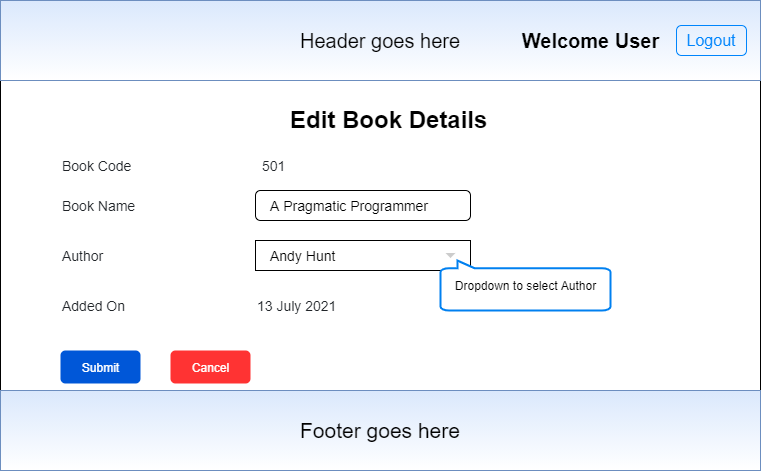 Header goes here Welcome User Logout
Edit Book Details
Book Code 501
Book Name A Pragmatic Programmer
Author Andy Hunt
Dropdown to select Author
Added On 13 July 2021
Submit Cancel
Footer goes here